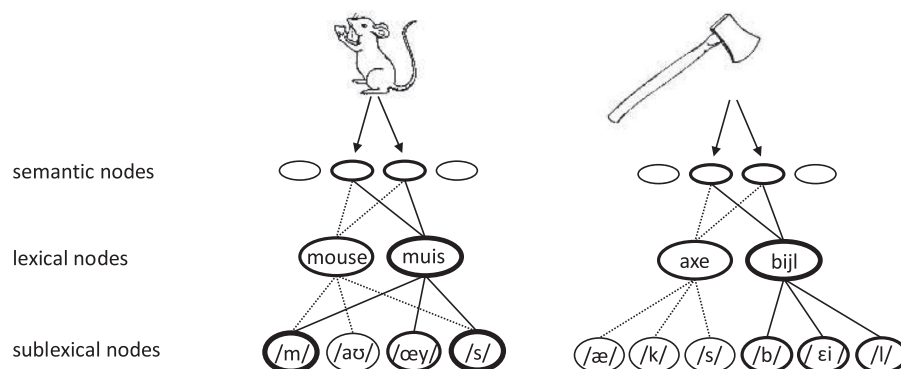 semantic nodes
lexical nodes mouse muis axe bijl
sublexical nodes /m/ /aʊ/ /œy/ /s/ /æ/ /k/ /s/ /b/ /ɛi/ /l/